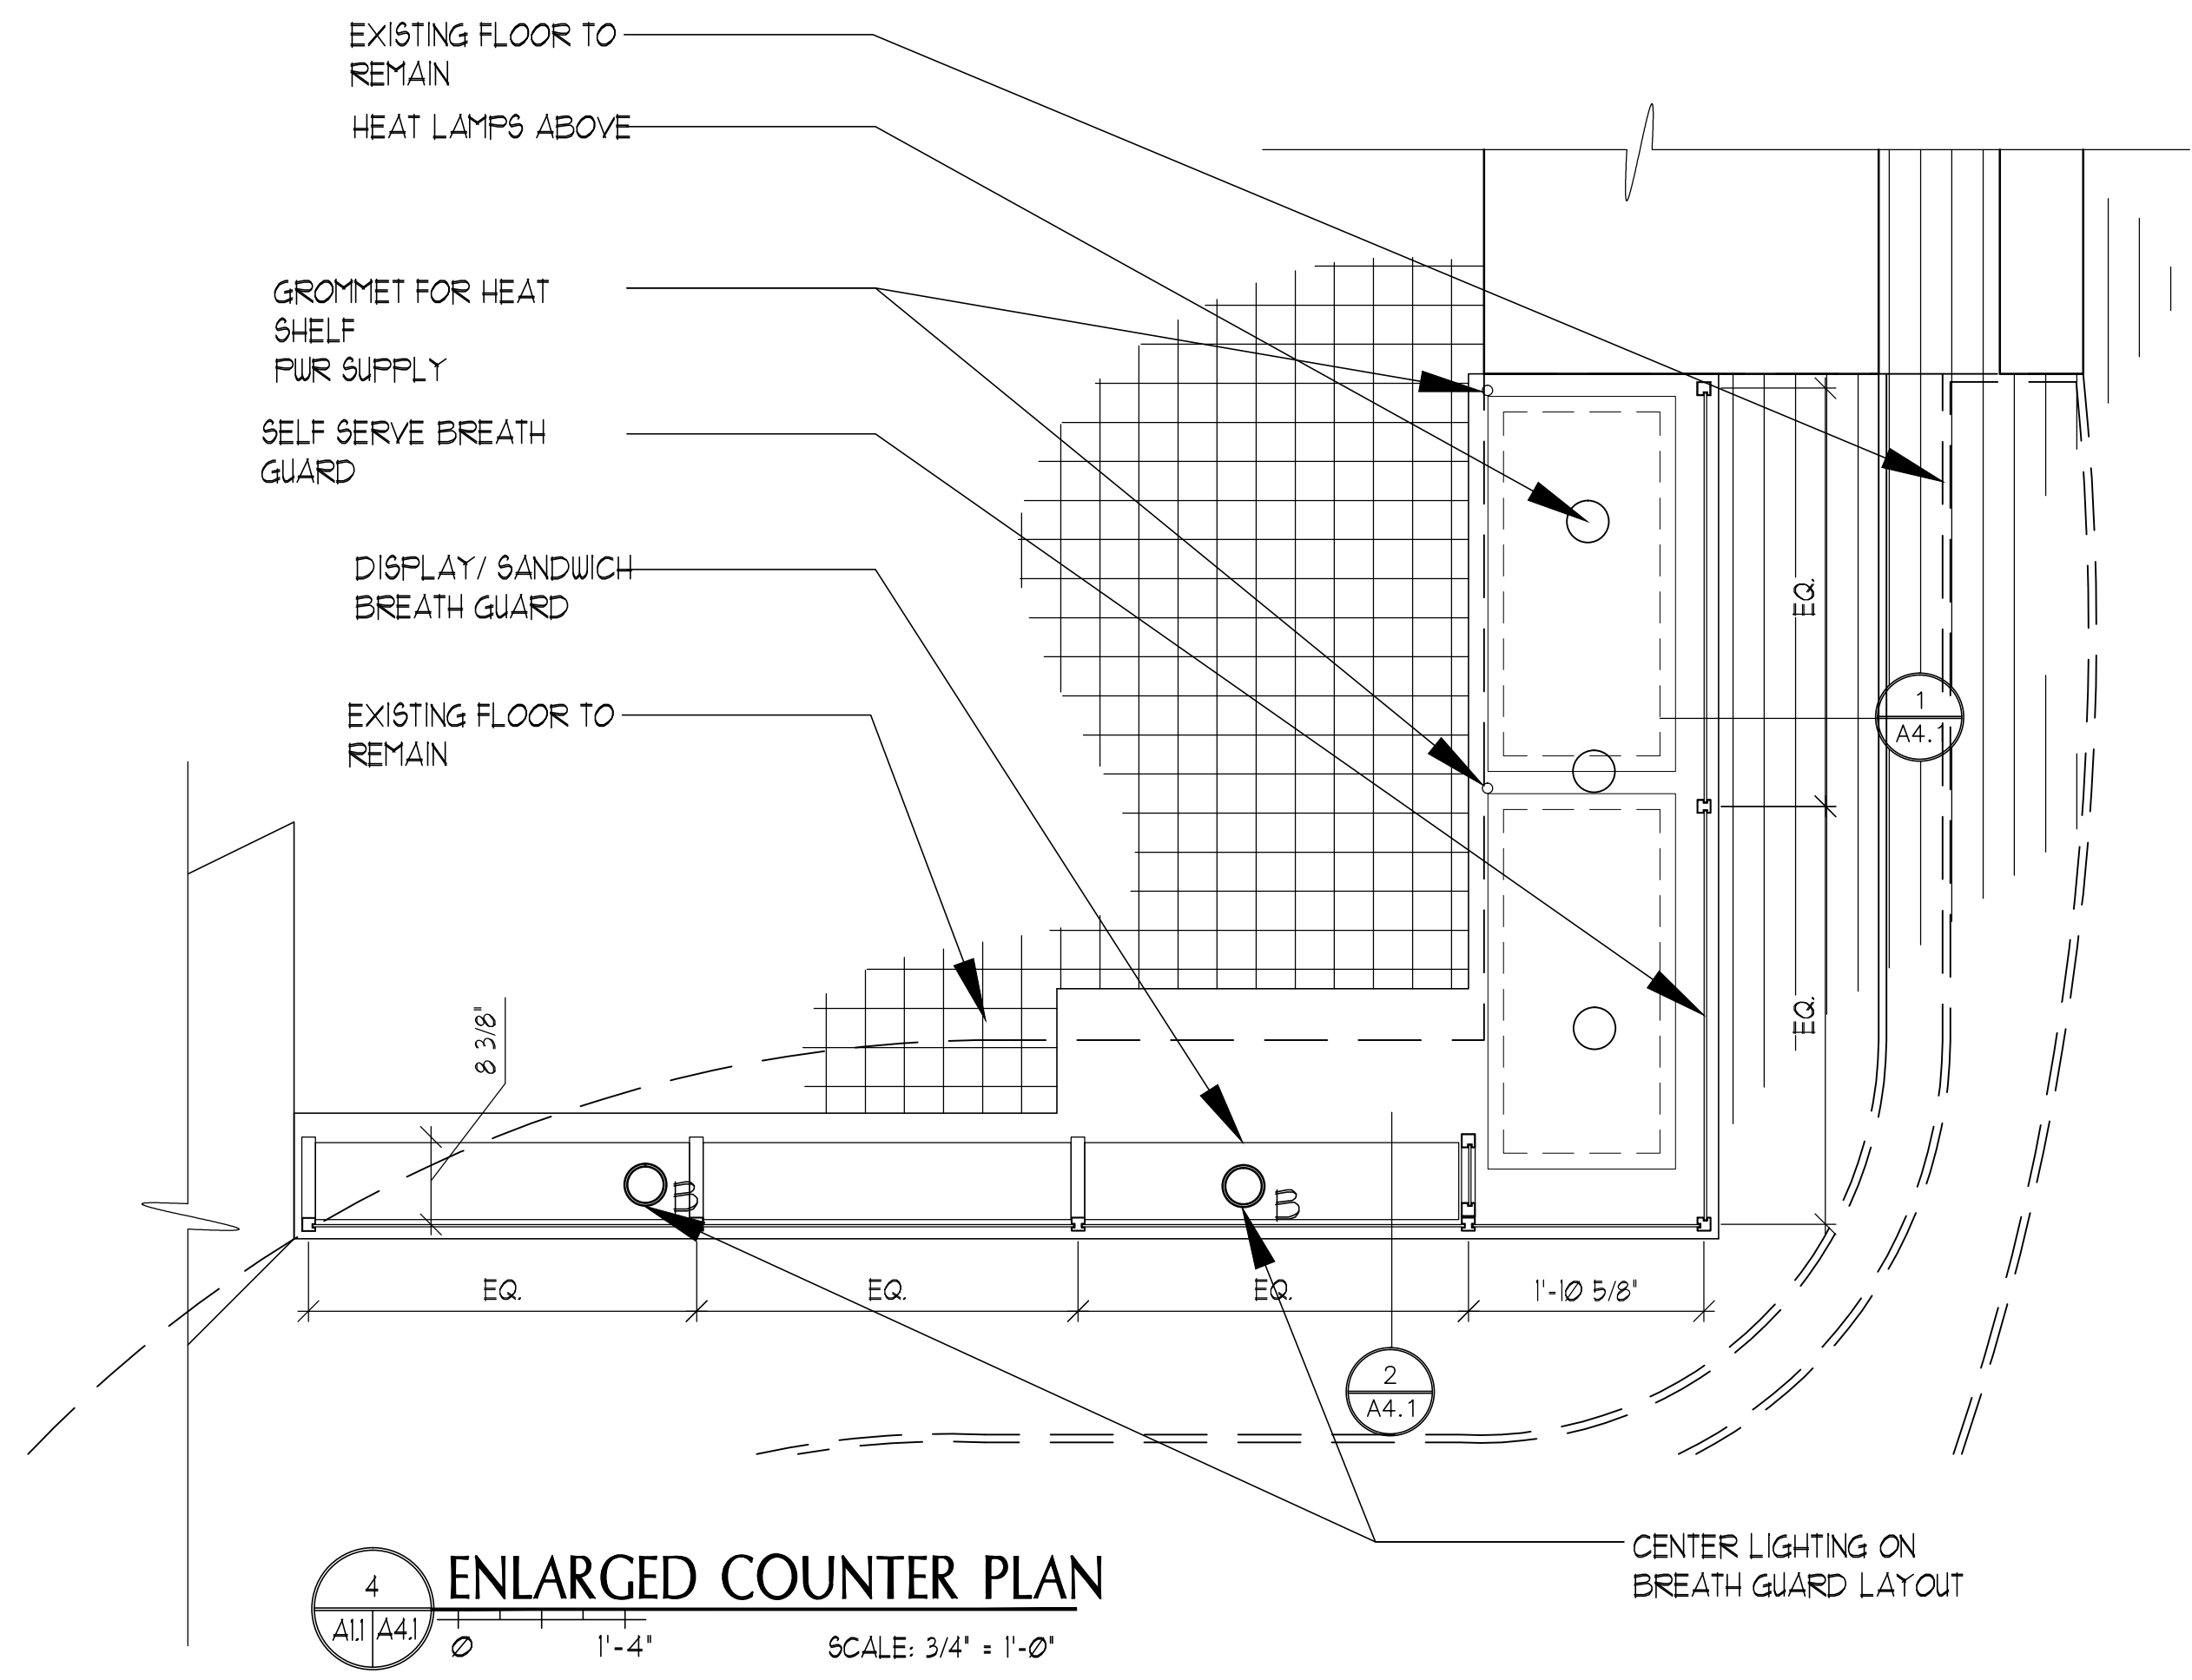 EXISTING FLOOR TO
REMAIN
HEAT LAMPS ABOVE
GROMMET FOR HEAT
SHELF
PWR SUPPLY
SELF SERVE BREATH
GUARD
DISPLAY/ SANDWICH
BREATH GUARD
EXISTING FLOOR TO
REMAIN
EQ.
1
A4.1
EQ.
8 3/8"
B
B
EQ.
EQ.
EQ.
1'-10 5/8"
2
A4.1
CENTER LIGHTING ON
BREATH GUARD LAYOUT
4
A1.1 A4.1
ENLARGED COUNTER PLAN
0 1'-4" SCALE: 3/4" = 1'-0"